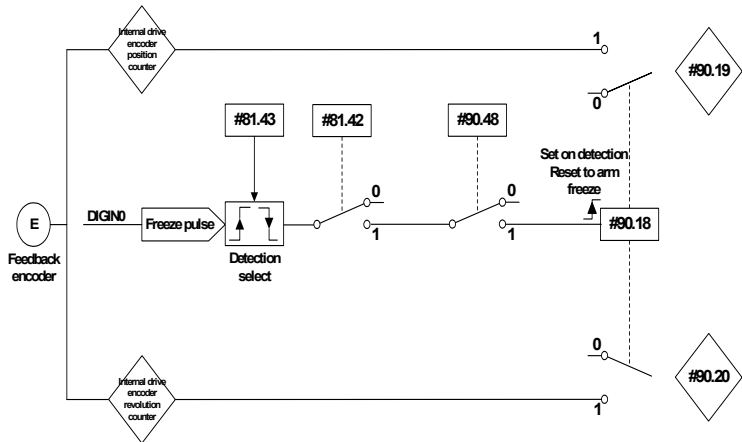 Internal drive
encoder
position
counter
1
#90.19
0
#81.43
#81.42
#90.48
Set on detection
Reset to arm
freeze
0
0
E
DIGIN0
Freeze pulse
#90.18
1
1
Feedback
encoder
Detection
select
0
Internal drive
encoder
revolution
counter
#90.20
1